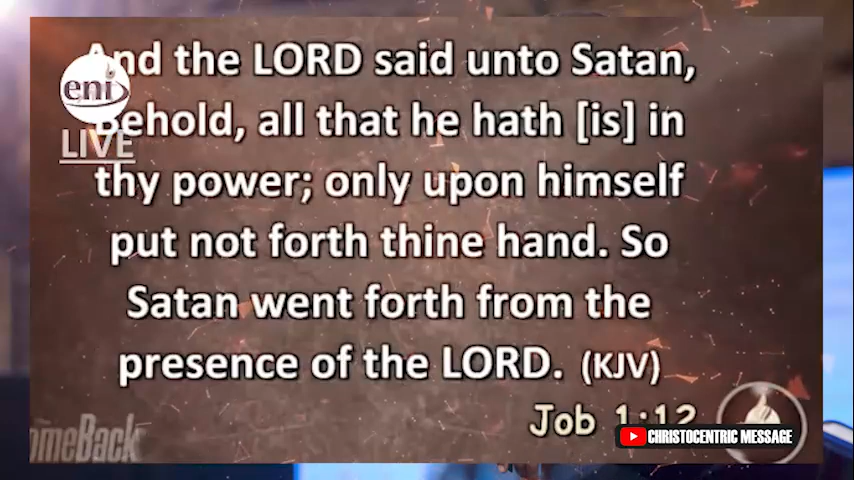 And the LORD said unto Satan,
Behold, all that he hath [is] in
thy power; only upon himself
put not forth thine hand. So
Satan went forth from the
presence of the LORD. (KJV)
Job 1:12
eni
LIVE
omeBack
CHRISTOCENTRIC MESSAGE